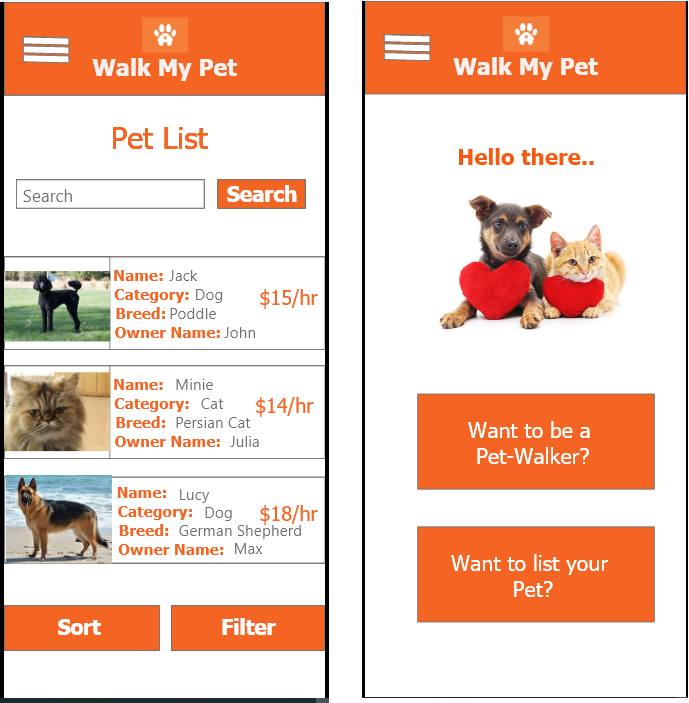 Walk My Pet
Pet List
Search
Search
Name: Jack
Category: Dog
Breed: Poddle
Owner Name: John
$15/hr
Name: Minie
Category: Cat
Breed: Persian Cat
Owner Name: Julia
$14/hr
Name: Lucy
Category: Dog
Breed: German Shepherd
Owner Name: Max
$18/hr
Sort
Filter
Walk My Pet
Hello there..
Want to be a
Pet-Walker?
Want to list your
Pet?